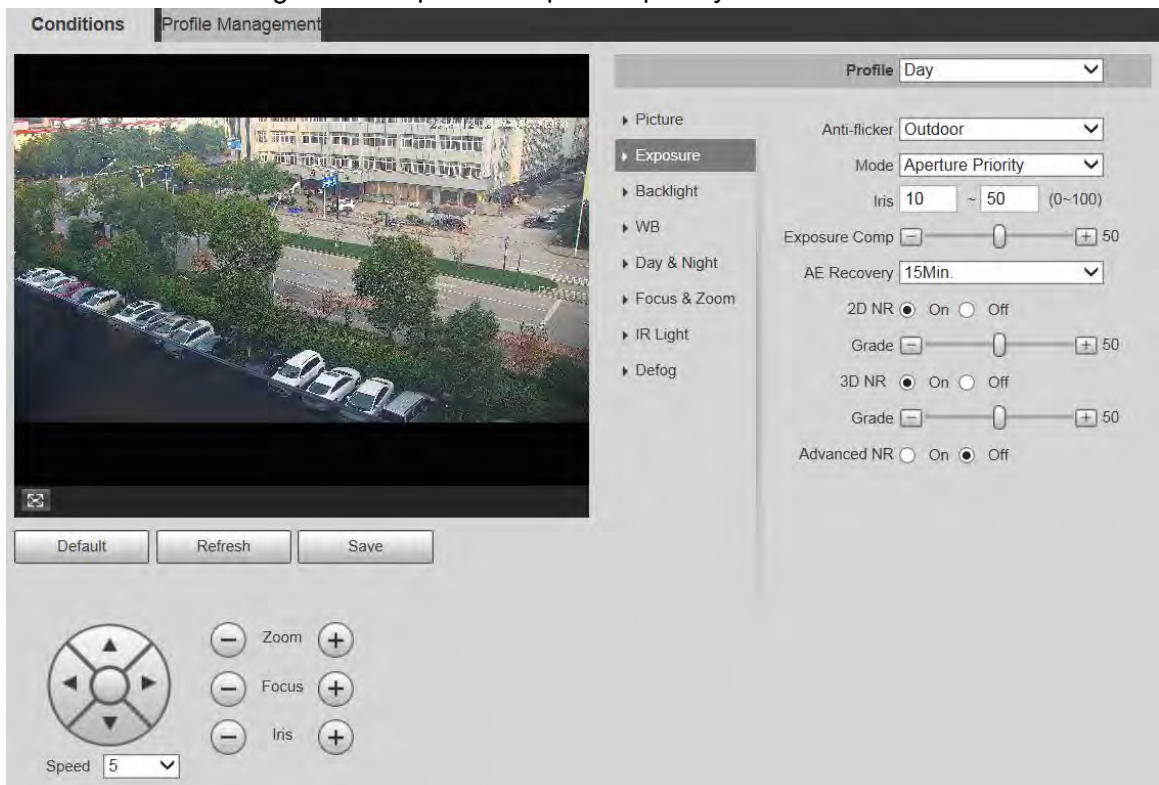 Conditions
Profile Management
Profile Day
Picture
Exposure
Backlight
WB
Day & Night
Focus & Zoom
IR Light
Defog
Anti-flicker Outdoor
Mode Aperture Priority
Iris 10 ~ 50 (0~100)
Exposure Comp 50
AE Recovery 15Min.
2D NR On Off
Grade 50
3D NR On Off
Grade 50
Advanced NR On Off
Default
Refresh
Save
Zoom
Focus
Iris
Speed 5